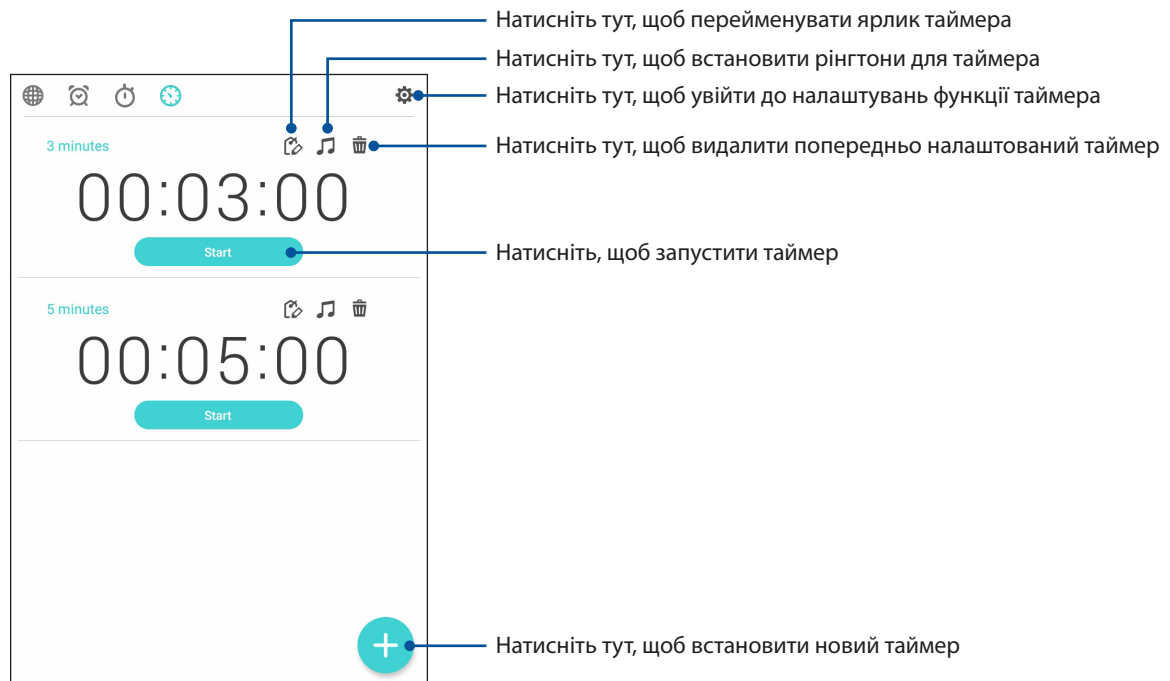 Натисніть тут, щоб перейменувати ярлик таймера
Натисніть тут, щоб встановити рінгтони для таймера
Натисніть тут, щоб увійти до налаштувань функції таймера
3 minutes
Натисніть тут, щоб видалити попередньо налаштований таймер
00:03:00
Start
Натисніть, щоб запустити таймер
5 minutes
00:05:00
Start
Натисніть тут, щоб встановити новий таймер